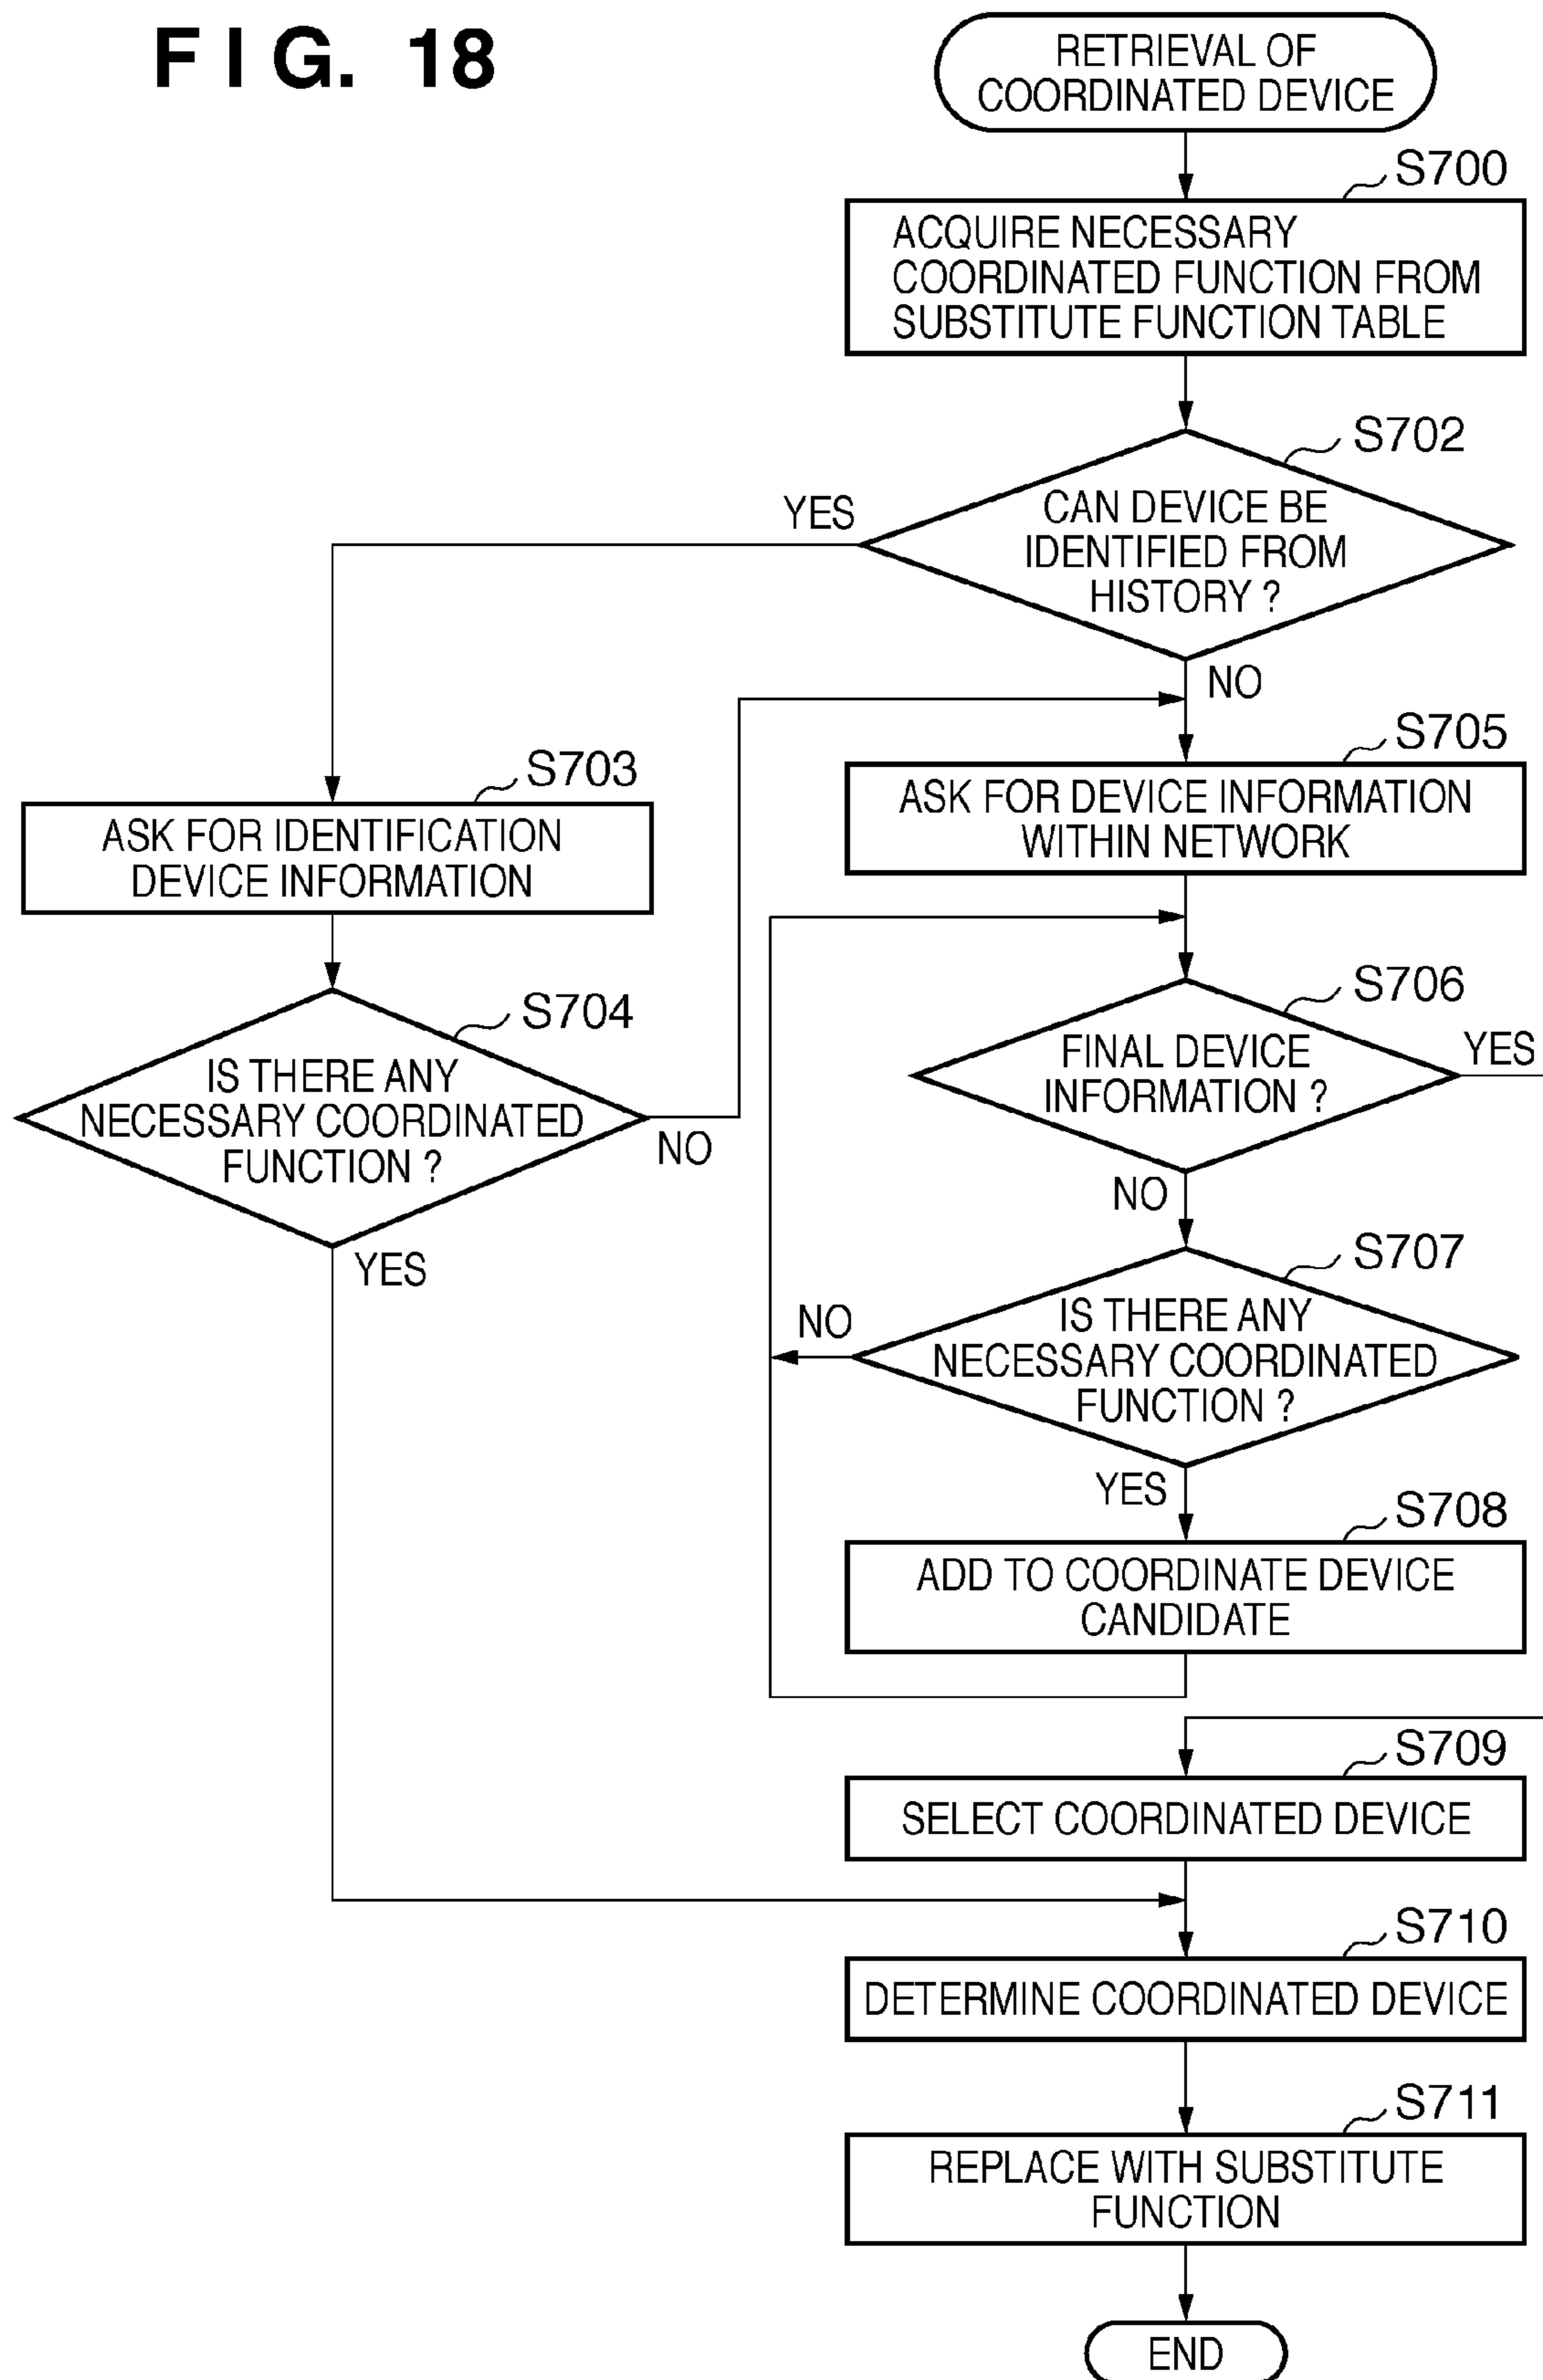 FIG. 18
RETRIEVAL OF
COORDINATED DEVICE
S700
ACQUIRE NECESSARY
COORDINATED FUNCTION FROM
SUBSTITUTE FUNCTION TABLE
S702
YES
CAN DEVICE BE
IDENTIFIED FROM
HISTORY ?
NO
S703
ASK FOR IDENTIFICATION
DEVICE INFORMATION
S705
ASK FOR DEVICE INFORMATION
WITHIN NETWORK
S704
IS THERE ANY
NECESSARY COORDINATED
FUNCTION ?
NO
YES
S706
FINAL DEVICE
INFORMATION ?
YES
NO
S707
NO
IS THERE ANY
NECESSARY COORDINATED
FUNCTION ?
YES
S708
ADD TO COORDINATE DEVICE
CANDIDATE
S709
SELECT COORDINATED DEVICE
S710
DETERMINE COORDINATED DEVICE
S711
REPLACE WITH SUBSTITUTE
FUNCTION
END